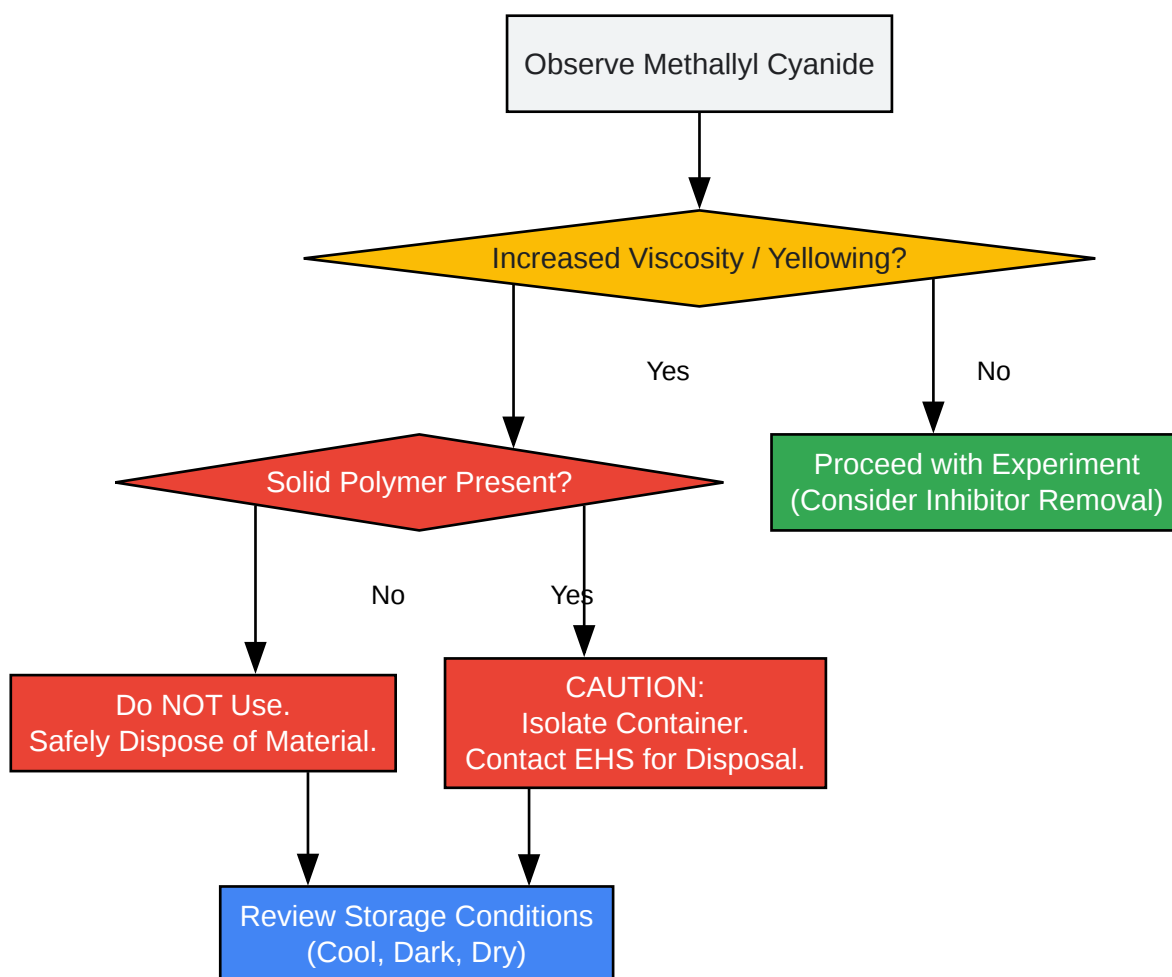 Observe Methallyl Cyanide
Increased Viscosity / Yellowing?
Yes
No
Solid Polymer Present?
Proceed with Experiment
(Consider Inhibitor Removal)
No
Yes
Do NOT Use.
Safely Dispose of Material.
CAUTION:
Isolate Container.
Contact EHS for Disposal.
Review Storage Conditions
(Cool, Dark, Dry)